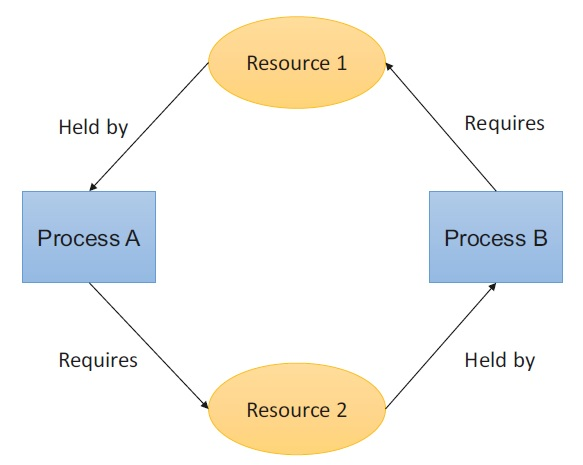 Resource 1
Held by
Requires
Process A
Process B
Requires
Held by
Resource 2